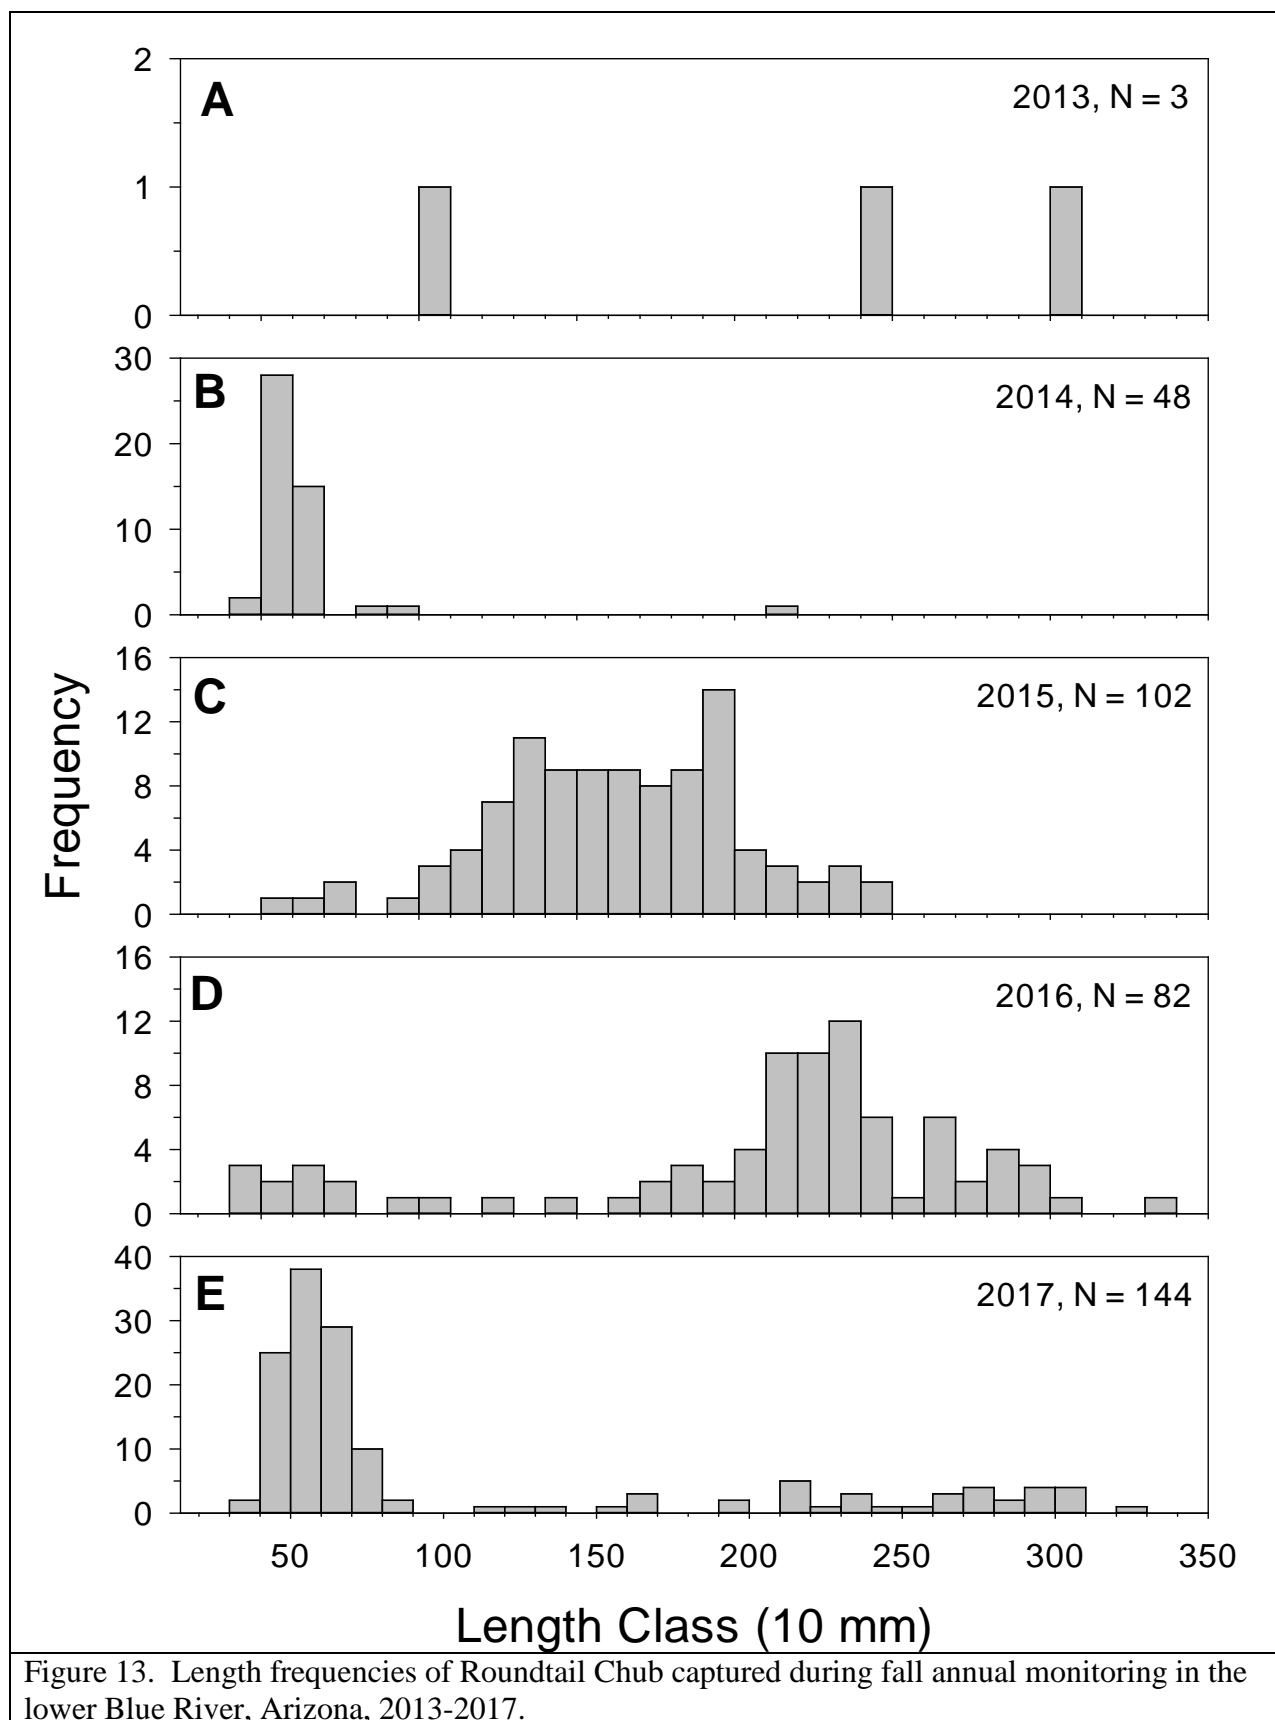 2
A
2013, N = 3
1
0
30
B
2014, N = 48
20
10
0
16
C
2015, N = 102
12
8
4
0
Frequency
16
D
2016, N = 82
12
8
4
0
40
E
2017, N = 144
30
20
10
0
50 100 150 200 250 300 350
Length Class (10 mm)
Figure 13.  Length frequencies of Roundtail Chub captured during fall annual monitoring in the
lower Blue River, Arizona, 2013-2017.